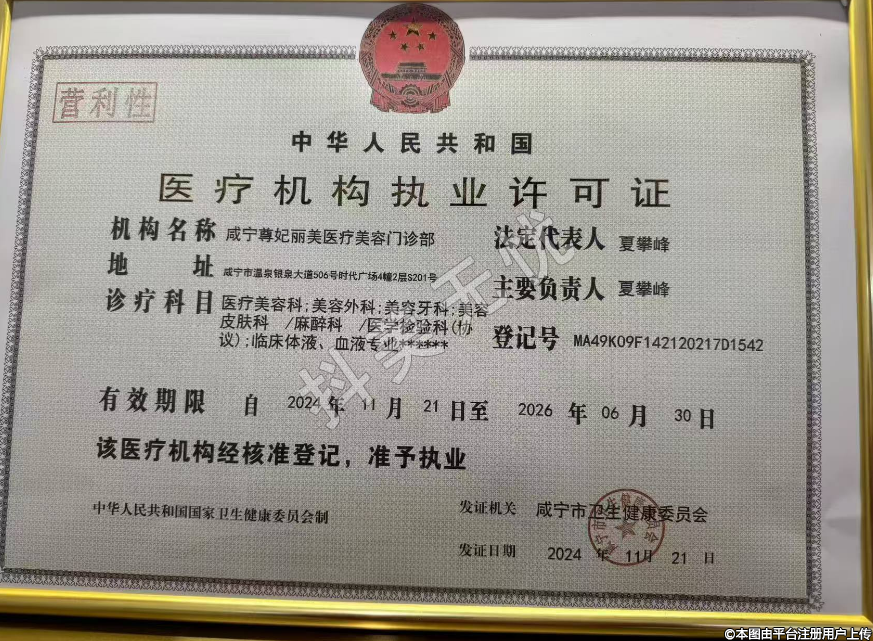 营利性
中华人民共和国
医疗机构执业许可证
机构名称 咸宁尊妃丽美医疗美容门诊部
法定代表人 夏攀峰
地址 咸宁市温泉银泉大道506号时代广场4幢2层S201号
主要负责人 夏攀峰
诊疗科目 医疗美容科;美容外科;美容牙科;美容
皮肤科 /麻醉科 /医学检验科(协
议);临床体液、血液专业******
登记号 MA49K09F142120217D1542
有效期限 自 2024 年 11 月 21 日至 2026 年 06 月 30 日
该医疗机构经核准登记，准予执业
中华人民共和国国家卫生健康委员会制
发证机关 咸宁市卫生健康委员会
发证日期 2024 年 11月 21 日
抖美无忧
©本图由平台注册用户上传